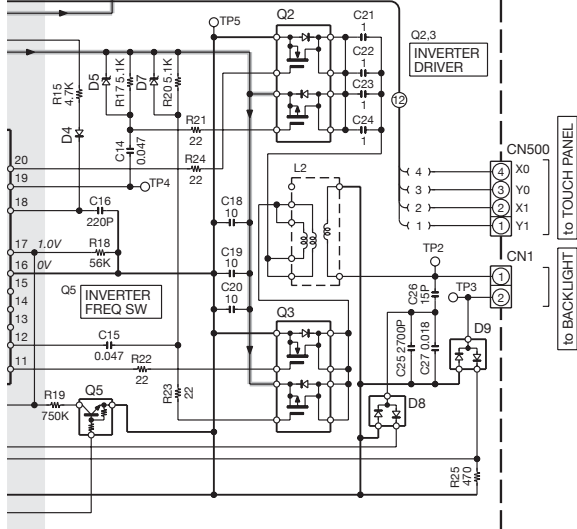 TP5
Q2
C21
1
C22
1
C23
1
C24
1
Q2,3
INVERTER
DRIVER
12
R15
4.7K
D5
R17 5.1K
D7
R20 5.1K
D4
C14
0.047
R21
22
R24
22
TP4
20
19
18
C16
220P
17
1.0V
R18
56K
16
0V
15
14
13
12
11
Q5
INVERTER
FREQ SW
C15
0.047
R22
22
R23
22
R19
750K
Q5
C18
10
C19
10
C20
10
L2
Q3
CN500
4
4
X0
3
3
Y0
2
2
X1
1
1
Y1
to TOUCH PANEL
CN1
1
2
to BACKLIGHT
TP2
C26
15P
TP3
C25 2700P
C27 0.018
D9
D8
R25
470